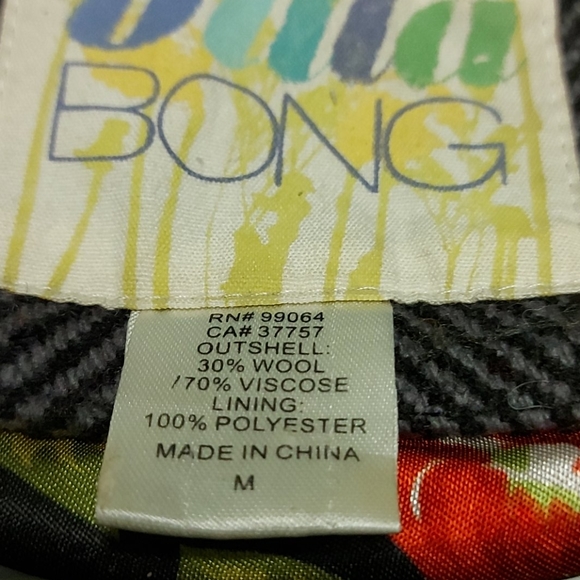 BONG
RN# 99064
CA# 37757
OUTSHELL:
30% WOOL
/70% VISCOSE
LINING:
100% POLYESTER
MADE IN CHINA
M